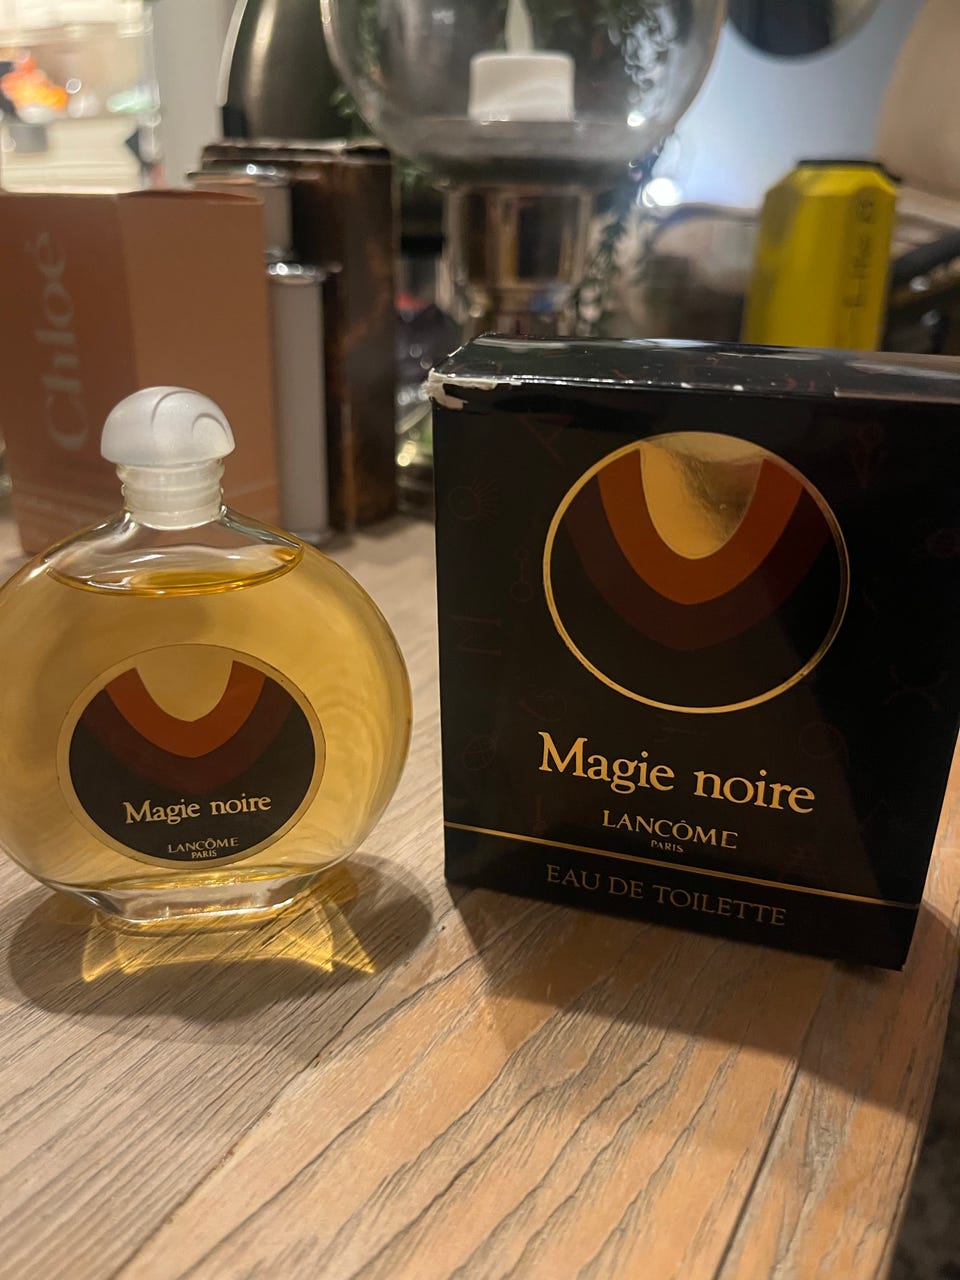 Chloé
Magie noire
LANCÔME
PARIS
Magie noire
LANCÔME
PARIS
EAU DE TOILETTE